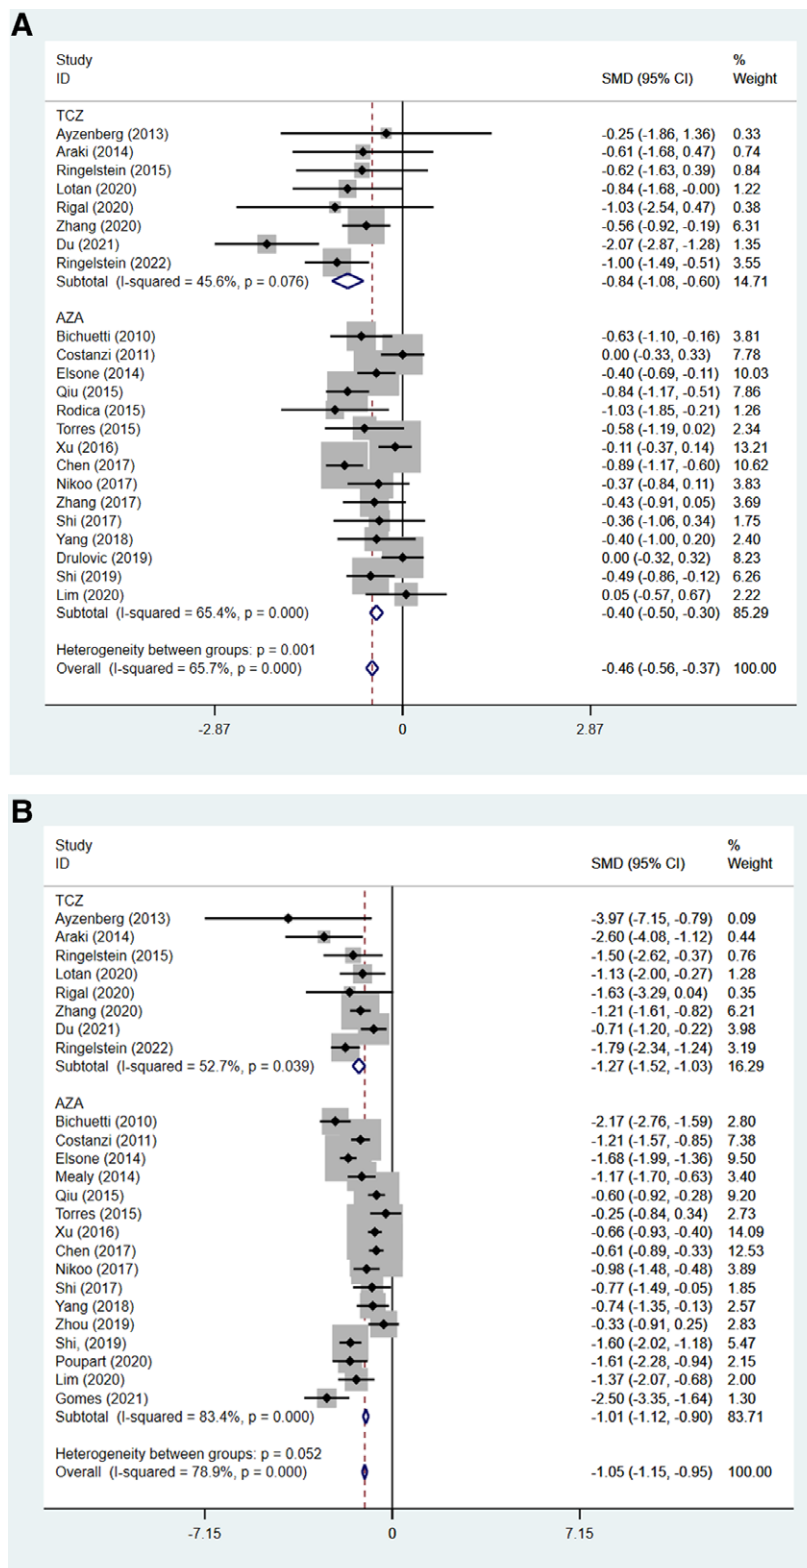 A
Study %
ID SMD (95% CI) Weight
TCZ
Ayzenberg (2013) -0.25 (-1.86, 1.36) 0.33
Araki (2014) -0.61 (-1.68, 0.47) 0.74
Ringelstein (2015) -0.62 (-1.63, 0.39) 0.84
Lotan (2020) -0.84 (-1.68, -0.00) 1.22
Rigal (2020) -1.03 (-2.54, 0.47) 0.38
Zhang (2020) -0.56 (-0.92, -0.19) 6.31
Du (2021) -2.07 (-2.87, -1.28) 1.35
Ringelstein (2022) -1.00 (-1.49, -0.51) 3.55
Subtotal (I-squared = 45.6%, p = 0.076) -0.84 (-1.08, -0.60) 14.71
AZA
Bichuetti (2010) -0.63 (-1.10, -0.16) 3.81
Costanzi (2011) 0.00 (-0.33, 0.33) 7.78
Elsone (2014) -0.40 (-0.69, -0.11) 10.03
Qiu (2015) -0.84 (-1.17, -0.51) 7.86
Rodica (2015) -1.03 (-1.85, -0.21) 1.26
Torres (2015) -0.58 (-1.19, 0.02) 2.34
Xu (2016) -0.11 (-0.37, 0.14) 13.21
Chen (2017) -0.89 (-1.17, -0.60) 10.62
Nikoo (2017) -0.37 (-0.84, 0.11) 3.83
Zhang (2017) -0.43 (-0.91, 0.05) 3.69
Shi (2017) -0.36 (-1.06, 0.34) 1.75
Yang (2018) -0.40 (-1.00, 0.20) 2.40
Drulovic (2019) 0.00 (-0.32, 0.32) 8.23
Shi (2019) -0.49 (-0.86, -0.12) 6.26
Lim (2020) 0.05 (-0.57, 0.67) 2.22
Subtotal (I-squared = 65.4%, p = 0.000) -0.40 (-0.50, -0.30) 85.29
Heterogeneity between groups: p = 0.001
Overall (I-squared = 65.7%, p = 0.000) -0.46 (-0.56, -0.37) 100.00
-2.87 0 2.87
B
Study %
ID SMD (95% CI) Weight
TCZ
Ayzenberg (2013) -3.97 (-7.15, -0.79) 0.09
Araki (2014) -2.60 (-4.08, -1.12) 0.44
Ringelstein (2015) -1.50 (-2.62, -0.37) 0.76
Lotan (2020) -1.13 (-2.00, -0.27) 1.28
Rigal (2020) -1.63 (-3.29, 0.04) 0.35
Zhang (2020) -1.21 (-1.61, -0.82) 6.21
Du (2021) -0.71 (-1.20, -0.22) 3.98
Ringelstein (2022) -1.79 (-2.34, -1.24) 3.19
Subtotal (I-squared = 52.7%, p = 0.039) -1.27 (-1.52, -1.03) 16.29
AZA
Bichuetti (2010) -2.17 (-2.76, -1.59) 2.80
Costanzi (2011) -1.21 (-1.57, -0.85) 7.38
Elsone (2014) -1.68 (-1.99, -1.36) 9.50
Mealy (2014) -1.17 (-1.70, -0.63) 3.40
Qiu (2015) -0.60 (-0.92, -0.28) 9.20
Torres (2015) -0.25 (-0.84, 0.34) 2.73
Xu (2016) -0.66 (-0.93, -0.40) 14.09
Chen (2017) -0.61 (-0.89, -0.33) 12.53
Nikoo (2017) -0.98 (-1.48, -0.48) 3.89
Shi (2017) -0.77 (-1.49, -0.05) 1.85
Yang (2018) -0.74 (-1.35, -0.13) 2.57
Zhou (2019) -0.33 (-0.91, 0.25) 2.83
Shi, (2019) -1.60 (-2.02, -1.18) 5.47
Poupart (2020) -1.61 (-2.28, -0.94) 2.15
Lim (2020) -1.37 (-2.07, -0.68) 2.00
Gomes (2021) -2.50 (-3.35, -1.64) 1.30
Subtotal (I-squared = 83.4%, p = 0.000) -1.01 (-1.12, -0.90) 83.71
Heterogeneity between groups: p = 0.052
Overall (I-squared = 78.9%, p = 0.000) -1.05 (-1.15, -0.95) 100.00
-7.15 0 7.15